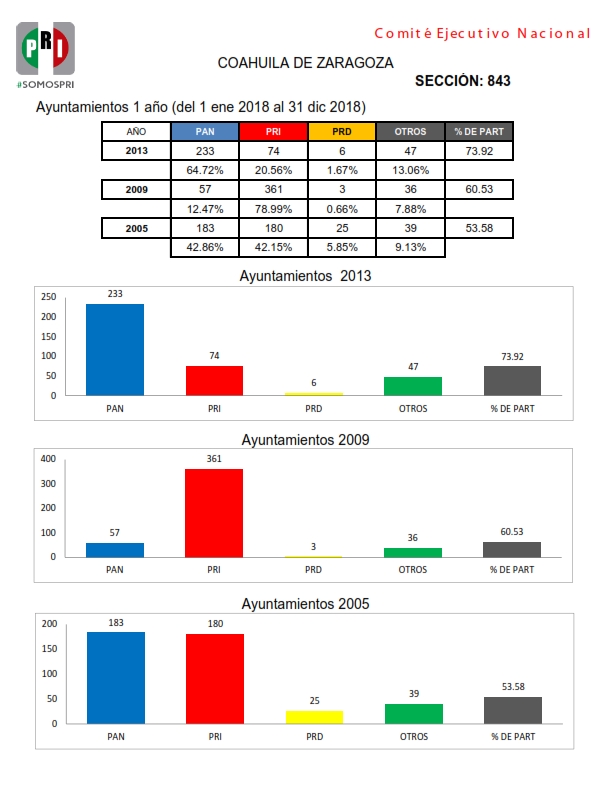 Comité Ejecutivo Nacional
PRI
#SOMOSPRI
COAHUILA DE ZARAGOZA
SECCIÓN: 843
Ayuntamientos 1 año (del 1 ene 2018 al 31 dic 2018)
AÑO PAN PRI PRD OTROS % DE PART
2013 233 74 6 47 73.92
64.72% 20.56% 1.67% 13.06%
2009 57 361 3 36 60.53
12.47% 78.99% 0.66% 7.88%
2005 183 180 25 39 53.58
42.86% 42.15% 5.85% 9.13%
Ayuntamientos 2013
250
200
150
100
50
0
233
74
6
47
73.92
PAN PRI PRD OTROS % DE PART
Ayuntamientos 2009
400
300
200
100
0
57
361
3
36
60.53
PAN PRI PRD OTROS % DE PART
Ayuntamientos 2005
200
150
100
50
0
183
180
25
39
53.58
PAN PRI PRD OTROS % DE PART